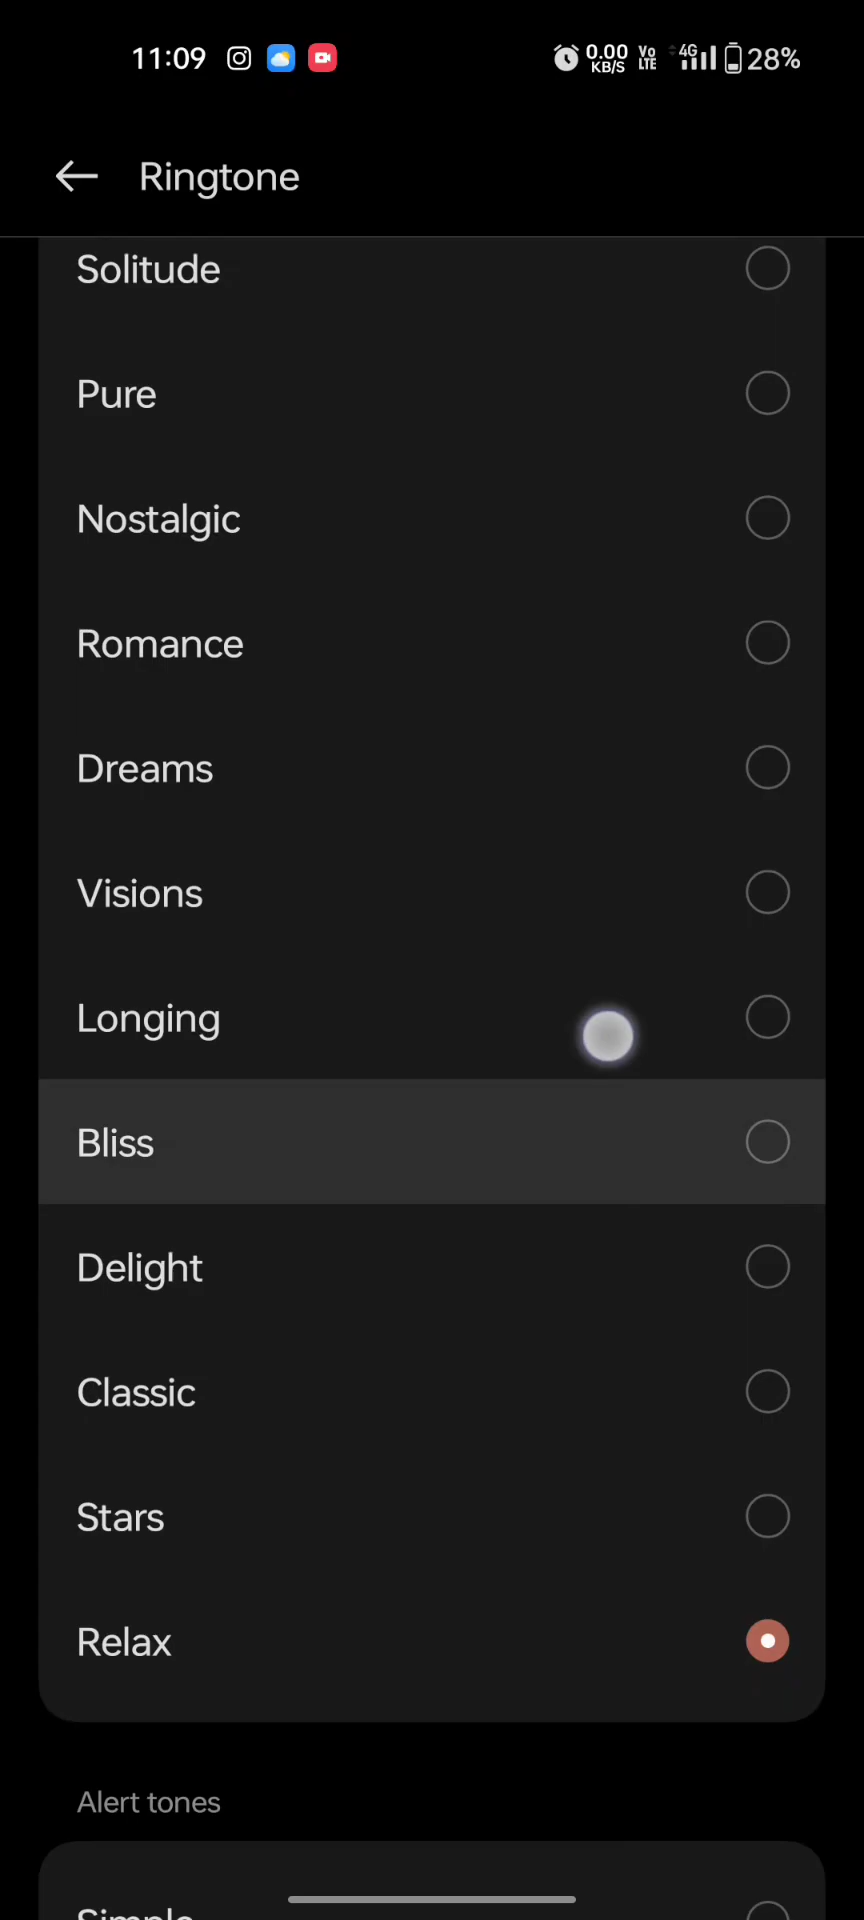 11:09 0.00 KB/S Vo LTE 4G 28%
Ringtone
Solitude
Pure
Nostalgic
Romance
Dreams
Visions
Longing
Bliss
Delight
Classic
Stars
Relax
Alert tones
Simple